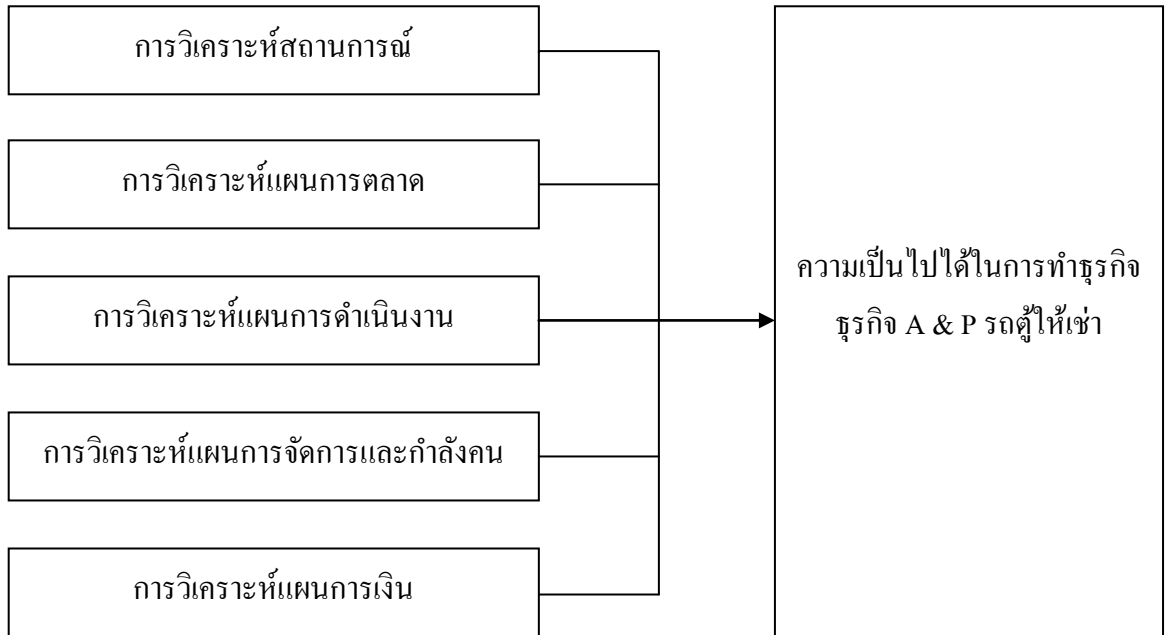 การวิเคราะห์สถานการณ์
การวิเคราะห์แผนการตลาด
การวิเคราะห์แผนการดำเนินงาน
การวิเคราะห์แผนการจัดการและกำลังคน
การวิเคราะห์แผนการเงิน
ความเป็นไปได้ในการทำธุรกิจ
ธุรกิจ A & P รถตู้ให้เช่า